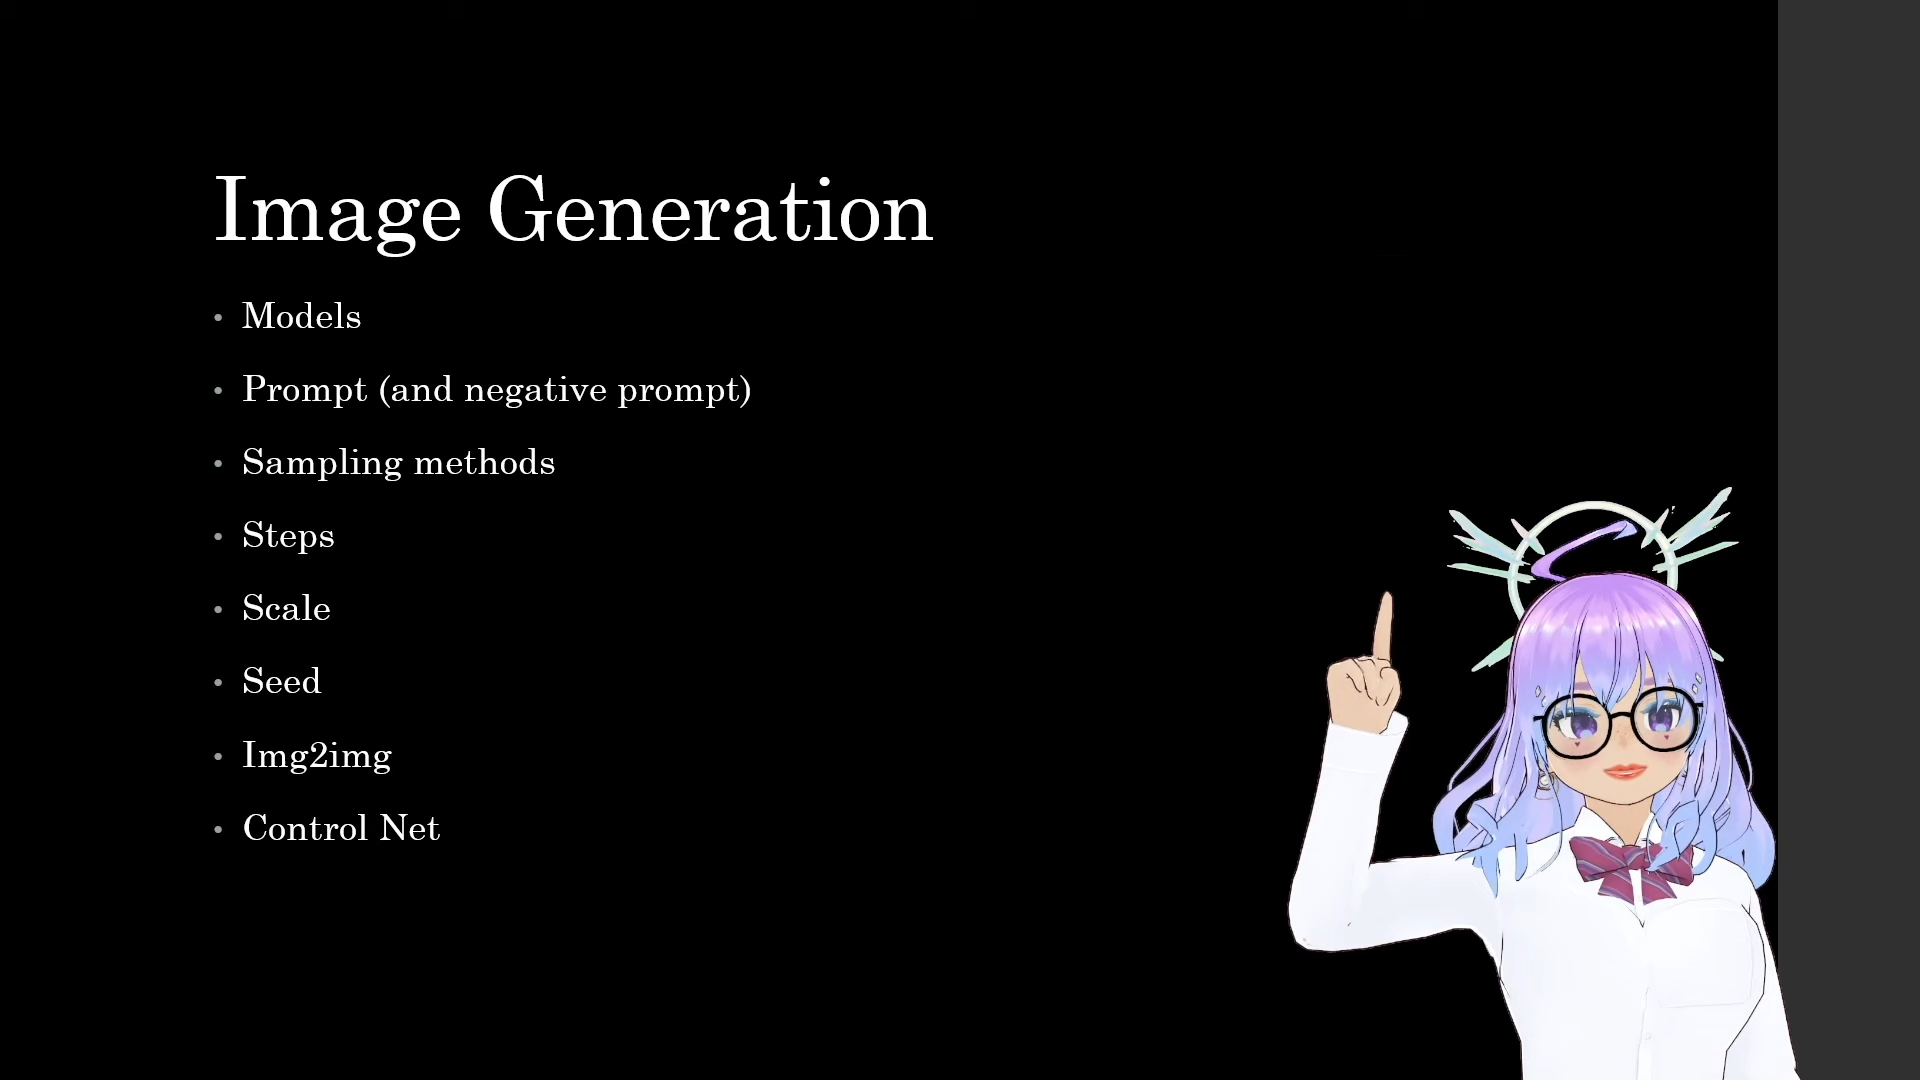 Image Generation
• Models
• Prompt (and negative prompt)
• Sampling methods
• Steps
• Scale
• Seed
• Img2img
• Control Net